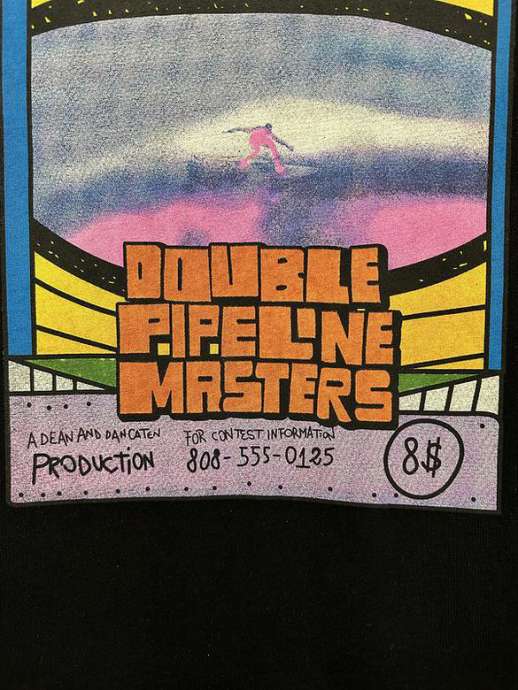 DOUBLE
PIPELINE
MASTERS
A DEAN AND DAN CATEN
PRODUCTION
FOR CONTEST INFORMATION
808-555-0125
8$